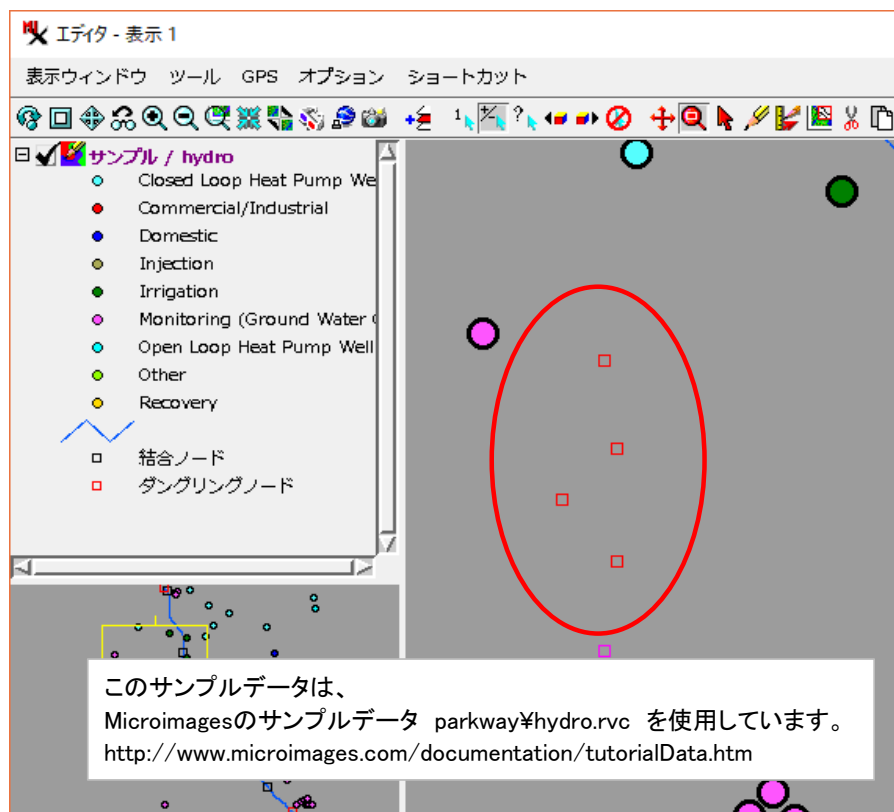 エディタ - 表示 1
表示ウィンドウ ツール GPS オプション ショートカット
サンプル / hydro
Closed Loop Heat Pump We
Commercial/Industrial
Domestic
Injection
Irrigation
Monitoring (Ground Water
Open Loop Heat Pump Well
Other
Recovery
結合ノード
ダングリングノード
このサンプルデータは、
Microimagesのサンプルデータ parkway¥hydro.rvc を使用しています。
http://www.microimages.com/documentation/tutorialData.htm